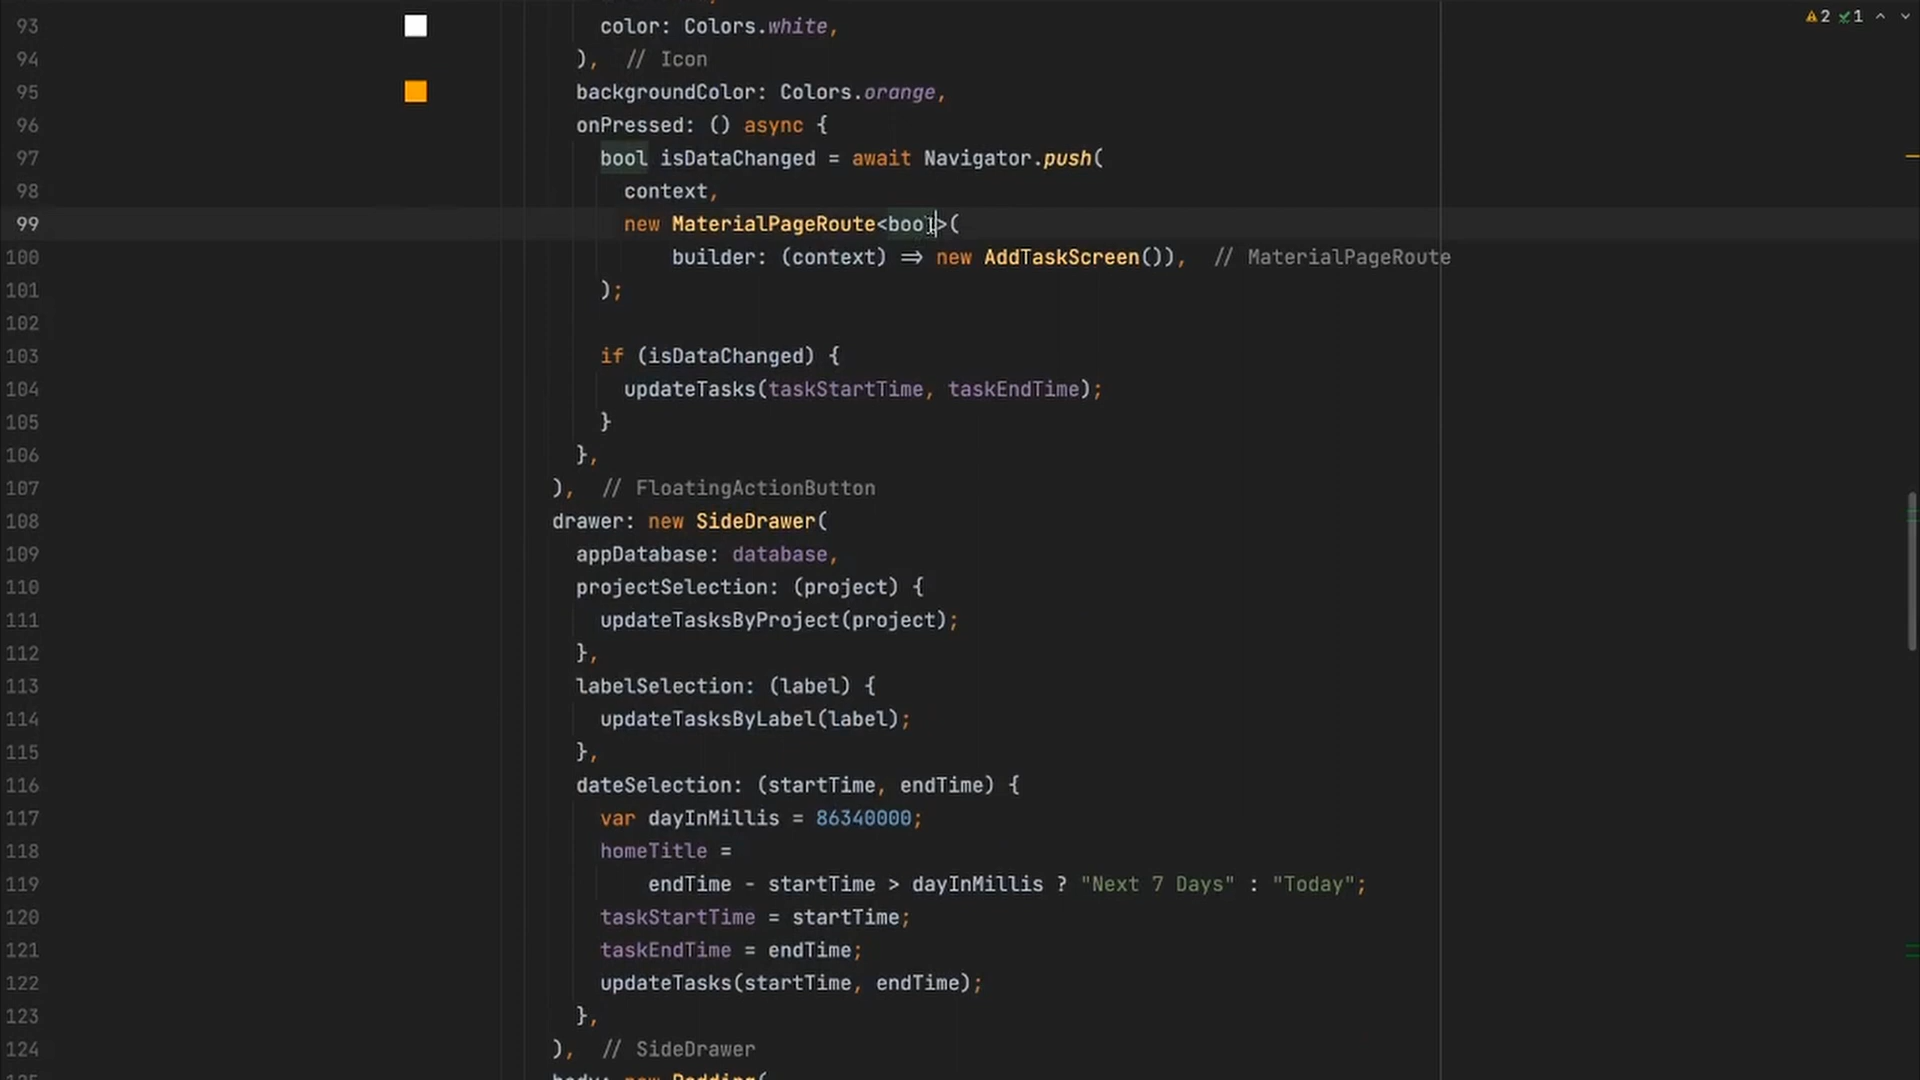 2 1
93 color: Colors.white,
94 ), // Icon
95 backgroundColor: Colors.orange,
96 onPressed: () async {
97 bool isDataChanged = await Navigator.push(
98 context,
99 new MaterialPageRoute<bool>(
100 builder: (context) => new AddTaskScreen()), // MaterialPageRoute
101 );
102
103 if (isDataChanged) {
104 updateTasks(taskStartTime, taskEndTime);
105 }
106 },
107 ), // FloatingActionButton
108 drawer: new SideDrawer(
109 appDatabase: database,
110 projectSelection: (project) {
111 updateTasksByProject(project);
112 },
113 labelSelection: (label) {
114 updateTasksByLabel(label);
115 },
116 dateSelection: (startTime, endTime) {
117 var dayInMillis = 86340000;
118 homeTitle =
119 endTime - startTime > dayInMillis ? "Next 7 Days" : "Today";
120 taskStartTime = startTime;
121 taskEndTime = endTime;
122 updateTasks(startTime, endTime);
123 },
124 ), // SideDrawer
body: new Padding(